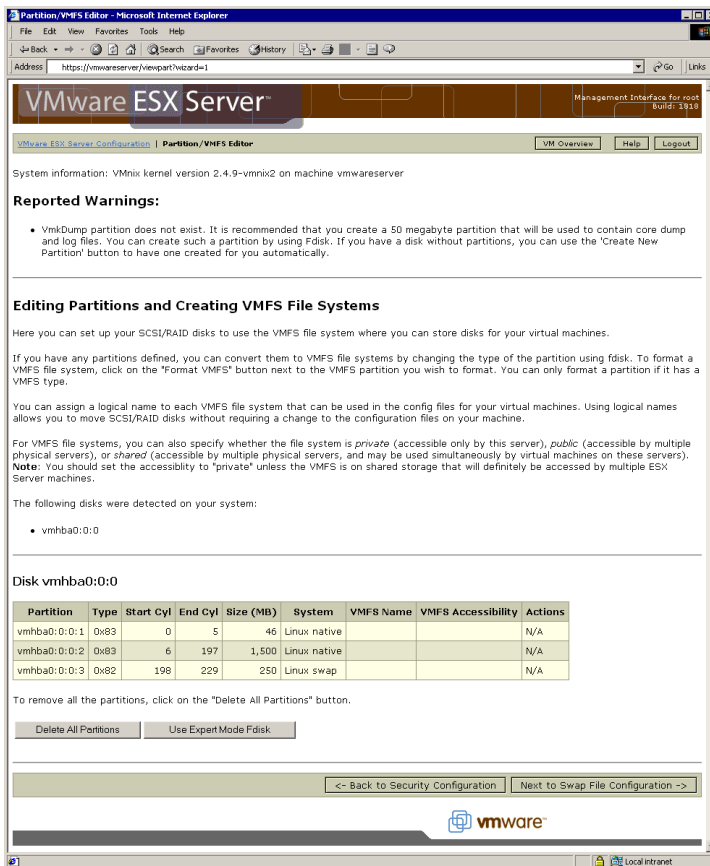 Partition/VMFS Editor - Microsoft Internet Explorer
File Edit View Favorites Tools Help
Back Search Favorites History
Address https://vmwareserver/viewpart?wizard=1 Go Links
VMware ESX Server™
Management Interface for root
Build: 1818
VMware ESX Server Configuration | Partition/VMFS Editor VM Overview Help Logout
System information: VMnix kernel version 2.4.9-vmnix2 on machine vmwareserver
Reported Warnings:
• VmkDump partition does not exist. It is recommended that you create a 50 megabyte partition that will be used to contain core dump
and log files. You can create such a partition by using Fdisk. If you have a disk without partitions, you can use the 'Create New
Partition' button to have one created for you automatically.
Editing Partitions and Creating VMFS File Systems
Here you can set up your SCSI/RAID disks to use the VMFS file system where you can store disks for your virtual machines.
If you have any partitions defined, you can convert them to VMFS file systems by changing the type of the partition using fdisk. To format a
VMFS file system, click on the "Format VMFS" button next to the VMFS partition you wish to format. You can only format a partition if it has a
VMFS type.
You can assign a logical name to each VMFS file system that can be used in the config files for your virtual machines. Using logical names
allows you to move SCSI/RAID disks without requiring a change to the configuration files on your machine.
For VMFS file systems, you can also specify whether the file system is private (accessible only by this server), public (accessible by multiple
physical servers), or shared (accessible by multiple physical servers, and may be used simultaneously by virtual machines on these servers).
Note: You should set the accessiblity to "private" unless the VMFS is on shared storage that will definitely be accessed by multiple ESX
Server machines.
The following disks were detected on your system:
• vmhba0:0:0
Disk vmhba0:0:0
Partition Type Start Cyl End Cyl Size (MB) System VMFS Name VMFS Accessibility Actions
vmhba0:0:0:1 0x83 0 5 46 Linux native N/A
vmhba0:0:0:2 0x83 6 197 1,500 Linux native N/A
vmhba0:0:0:3 0x82 198 229 250 Linux swap N/A
To remove all the partitions, click on the "Delete All Partitions" button.
Delete All Partitions Use Expert Mode Fdisk
<- Back to Security Configuration Next to Swap File Configuration ->
vmware™
Local intranet